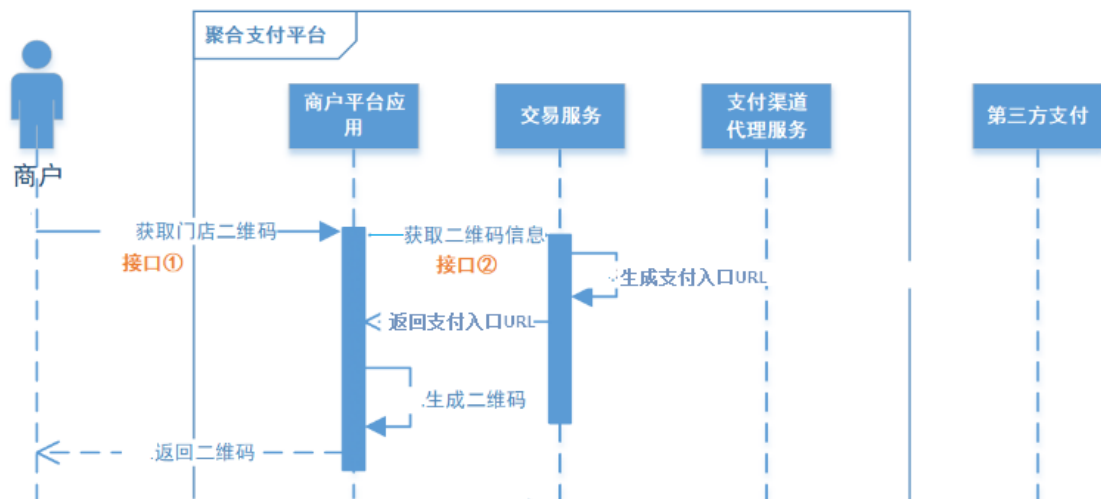 聚合支付平台
商户平台应
用
交易服务
支付渠道
代理服务
第三方支付
商户
获取门店二维码
获取二维码信息
接口①
接口②
.生成支付入口URL
返回支付入口URL
.生成二维码
.返回二维码